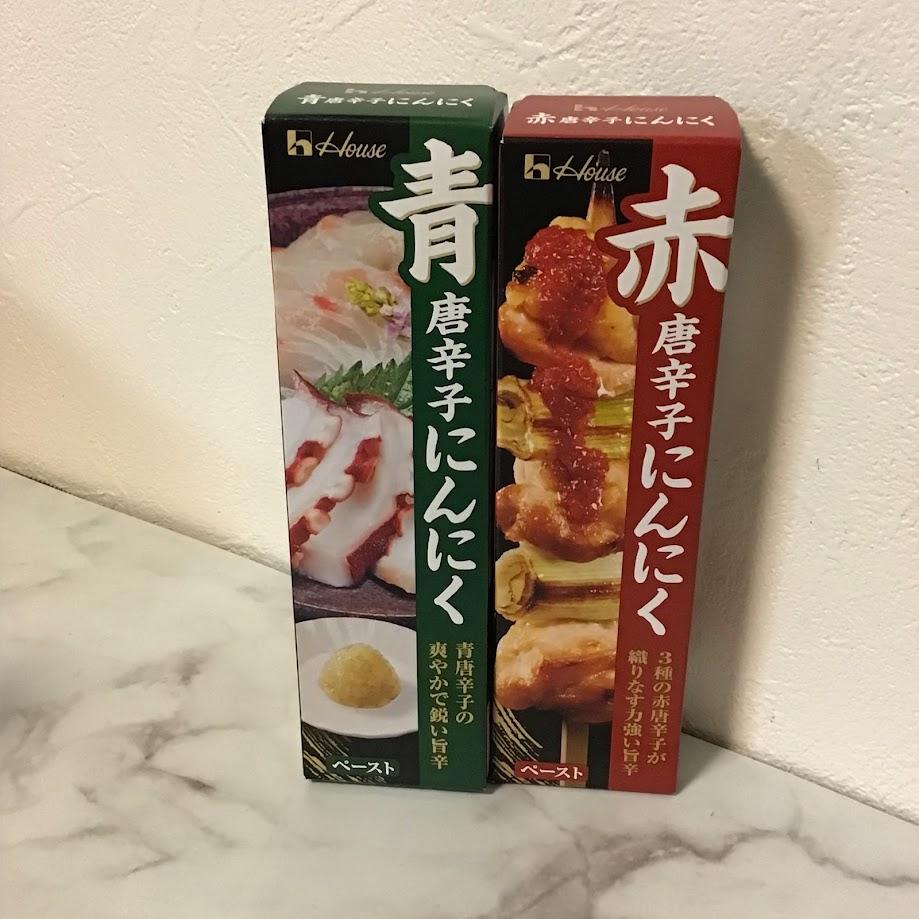 House
青唐辛子にんにく
House
青唐辛子にんにく
青唐辛子の
爽やかで鋭い旨辛
ペースト
House
赤唐辛子にんにく
House
赤唐辛子にんにく
3種の赤唐辛子が
織りなす力強い旨辛
ペースト